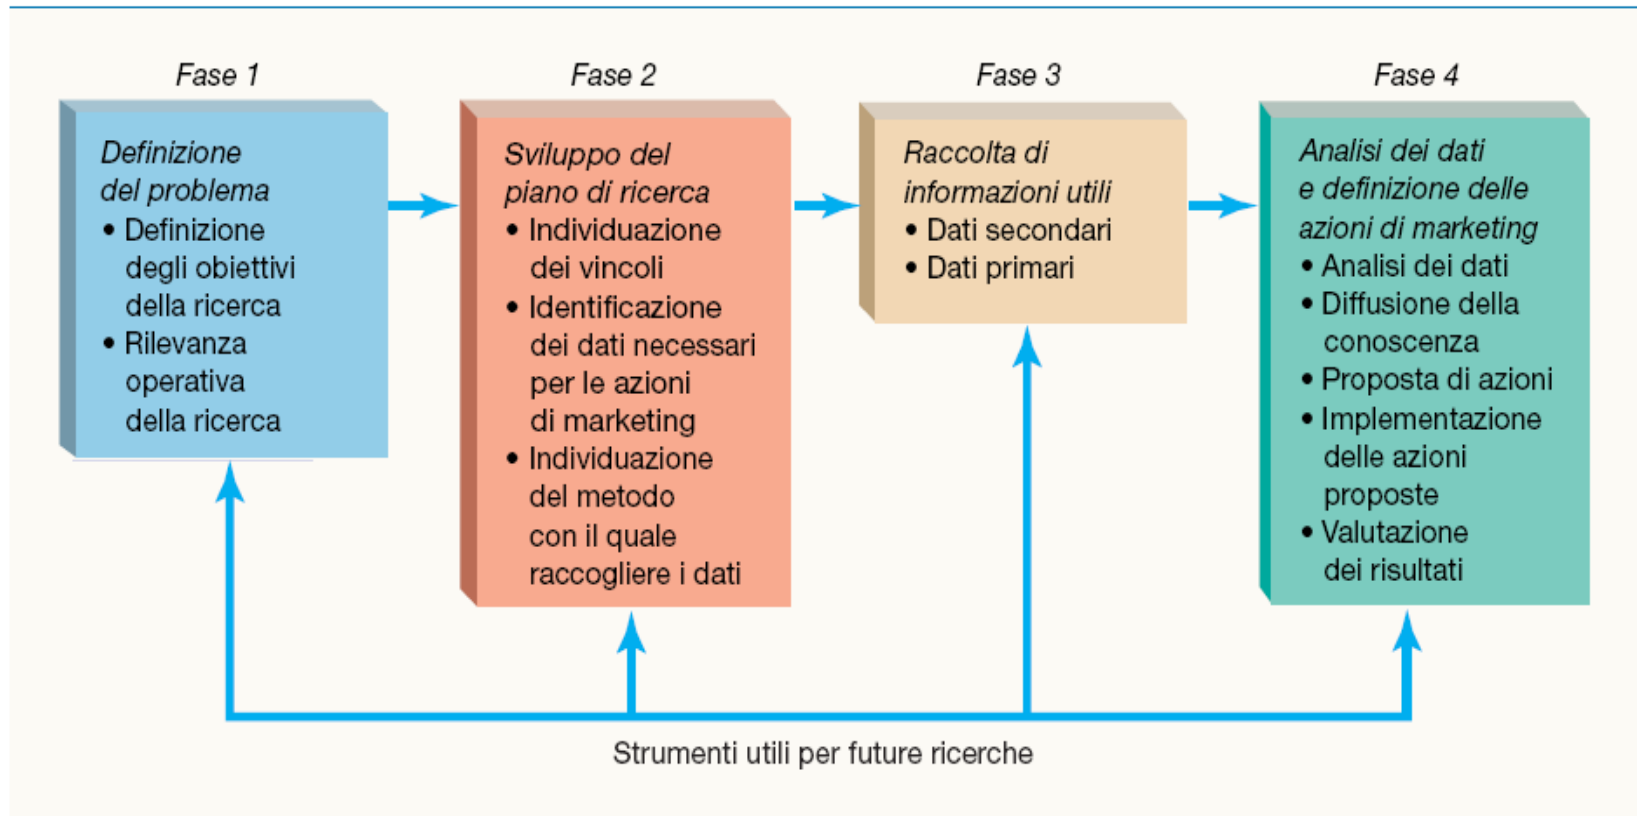 Fase 1
Definizione
del problema
• Definizione
degli obiettivi
della ricerca
• Rilevanza
operativa
della ricerca
Fase 2
Sviluppo del
piano di ricerca
• Individuazione
dei vincoli
• Identificazione
dei dati necessari
per le azioni
di marketing
• Individuazione
del metodo
con il quale
raccogliere i dati
Fase 3
Raccolta di
informazioni utili
• Dati secondari
• Dati primari
Fase 4
Analisi dei dati
e definizione delle
azioni di marketing
• Analisi dei dati
• Diffusione della
conoscenza
• Proposta di azioni
• Implementazione
delle azioni
proposte
• Valutazione
dei risultati
Strumenti utili per future ricerche